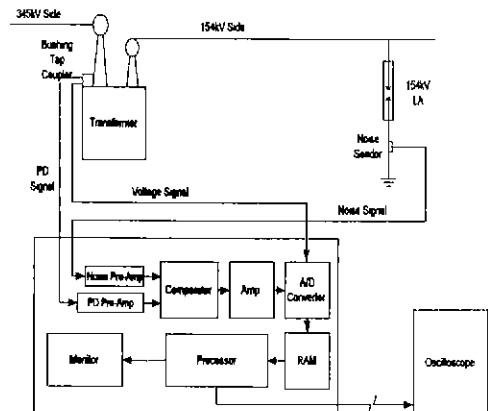 345kV Side
154kV Side
Bushing
Tap
Coupler
Transformer
154kV
LA
Noise
Sensor
PD
Signal
Voltage Signal
Noise Signal
Noise Pre-Amp
PD Pre-Amp
Comparator
Amp
A/D
Converter
Monitor
Processor
RAM
Oscilloscope